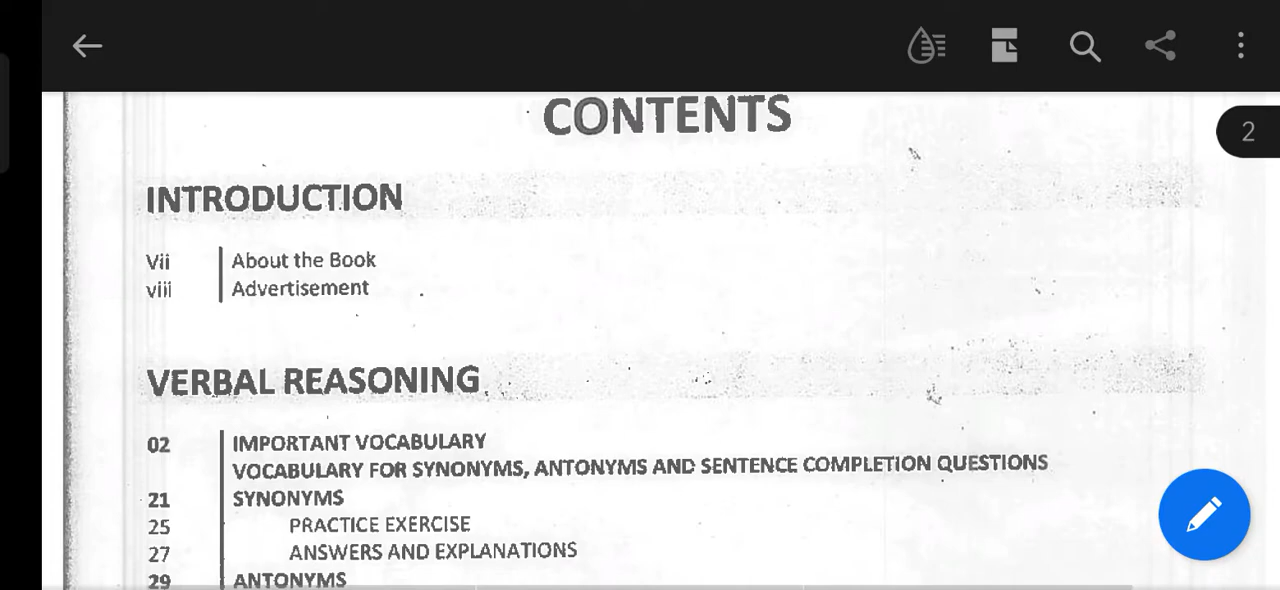 2
CONTENTS
INTRODUCTION
Vii About the Book
viii Advertisement
VERBAL REASONING
02 IMPORTANT VOCABULARY
VOCABULARY FOR SYNONYMS, ANTONYMS AND SENTENCE COMPLETION QUESTIONS
21 SYNONYMS
25 PRACTICE EXERCISE
27 ANSWERS AND EXPLANATIONS
29 ANTONYMS